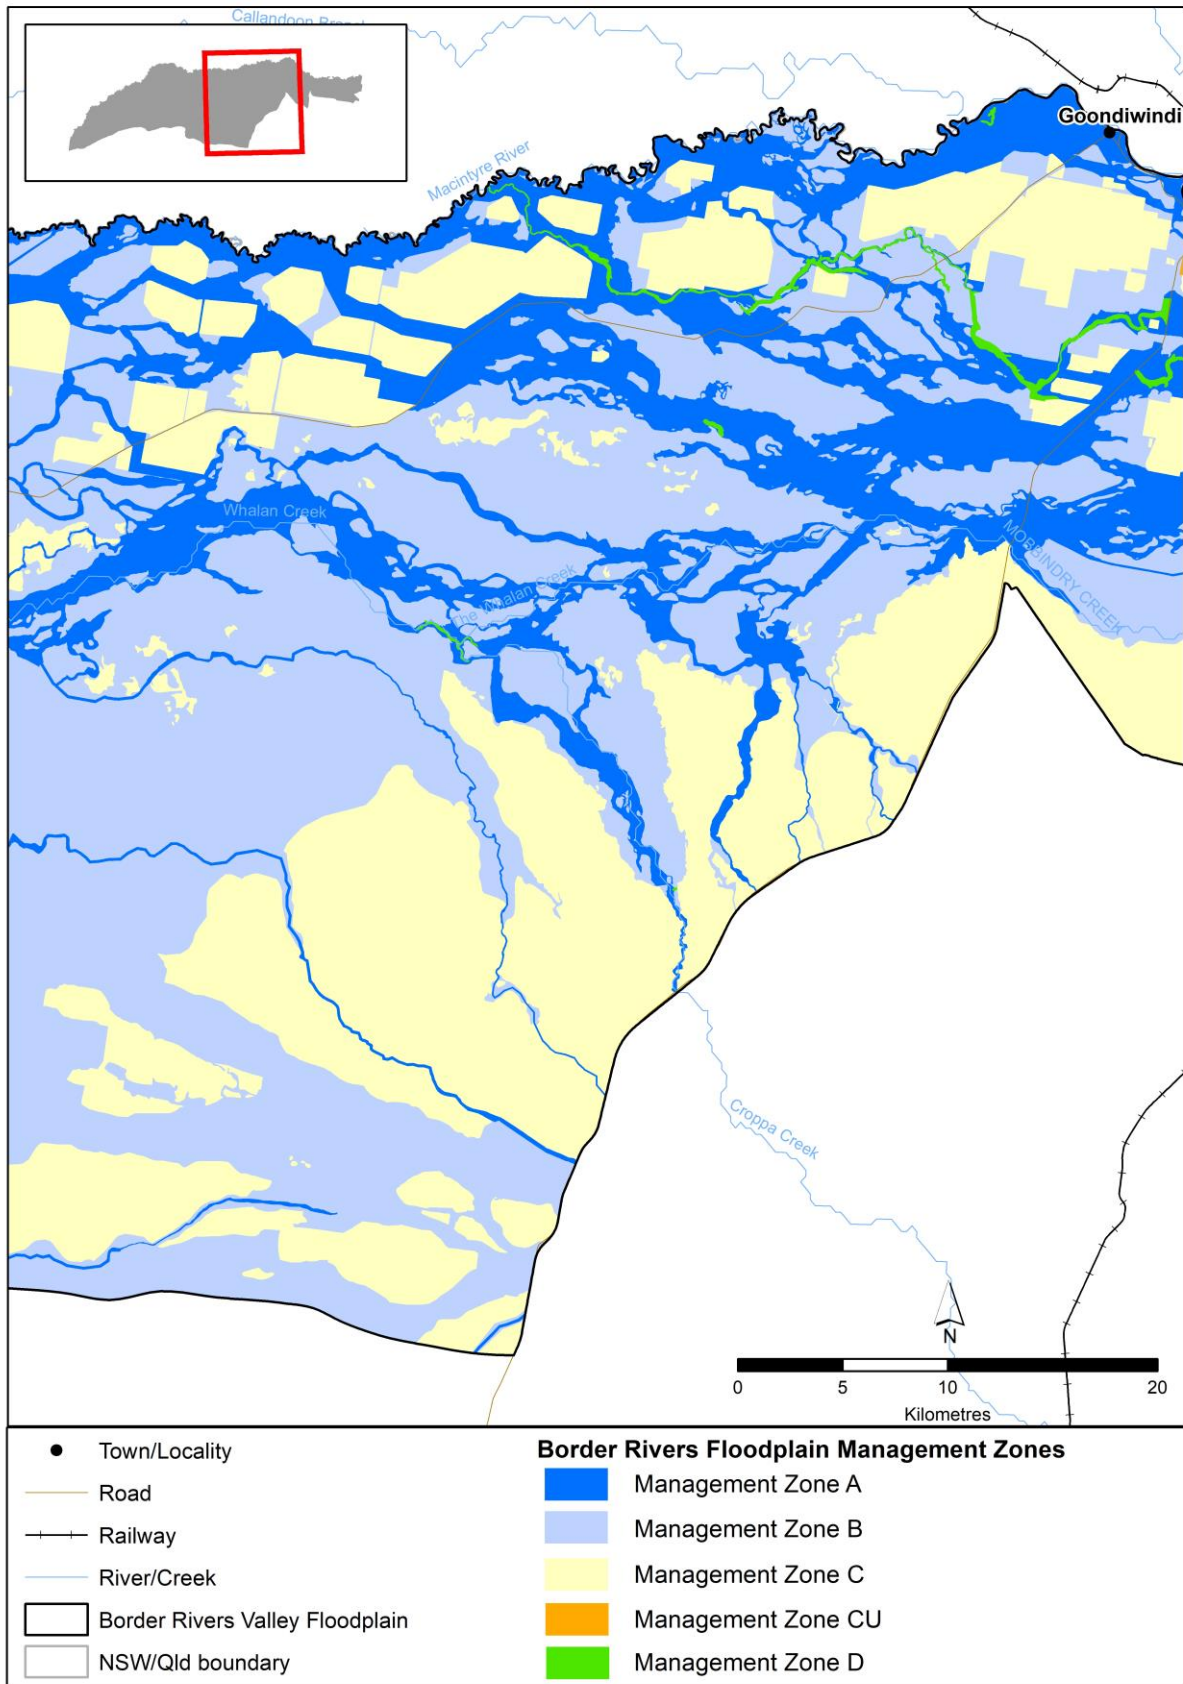 Callandoon Branch
Goondiwindi
Macintyre River
Whalan Creek
MOBBINDRY CREEK
The Whalan Creek
Croppa Creek
N
0 5 10 20
Kilometres
Town/Locality
Road
Railway
River/Creek
Border Rivers Valley Floodplain
NSW/Qld boundary
Border Rivers Floodplain Management Zones
Management Zone A
Management Zone B
Management Zone C
Management Zone CU
Management Zone D